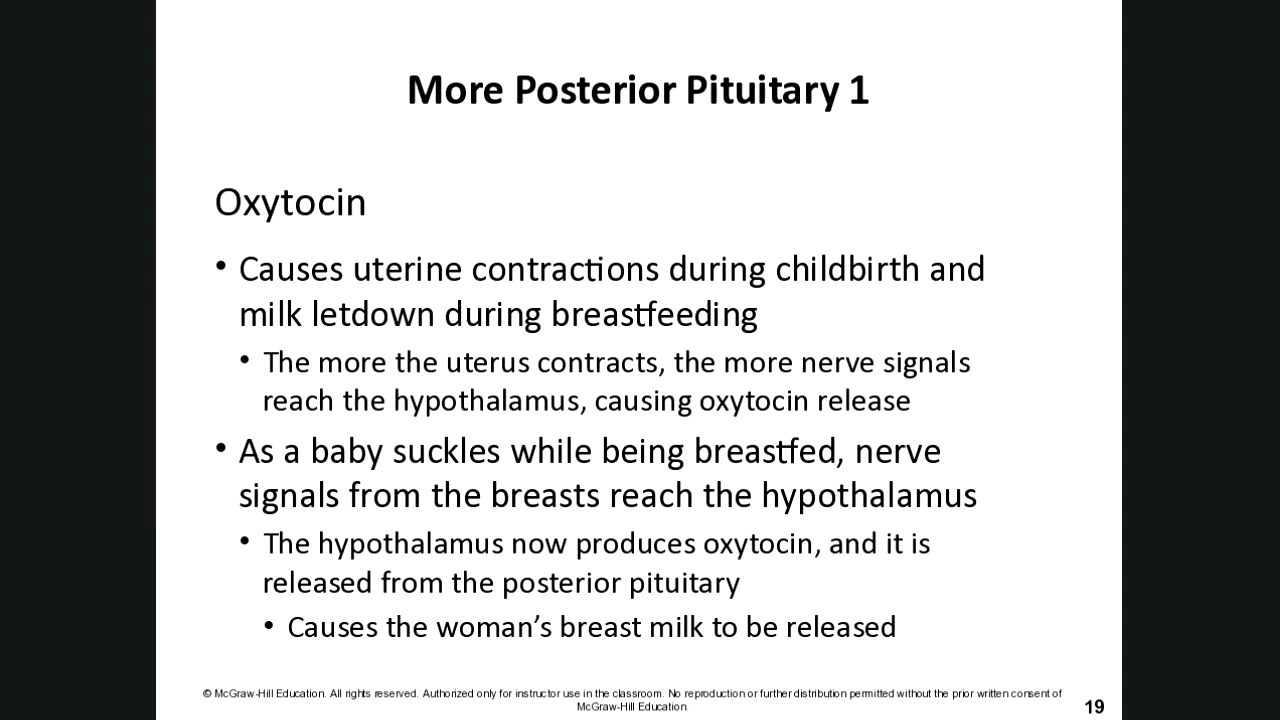 More Posterior Pituitary 1
Oxytocin
• Causes uterine contractions during childbirth and
milk letdown during breastfeeding
• The more the uterus contracts, the more nerve signals
reach the hypothalamus, causing oxytocin release
• As a baby suckles while being breastfed, nerve
signals from the breasts reach the hypothalamus
• The hypothalamus now produces oxytocin, and it is
released from the posterior pituitary
• Causes the woman’s breast milk to be released
© McGraw-Hill Education. All rights reserved. Authorized only for instructor use in the classroom. No reproduction or further distribution permitted without the prior written consent of
McGraw-Hill Education.
19